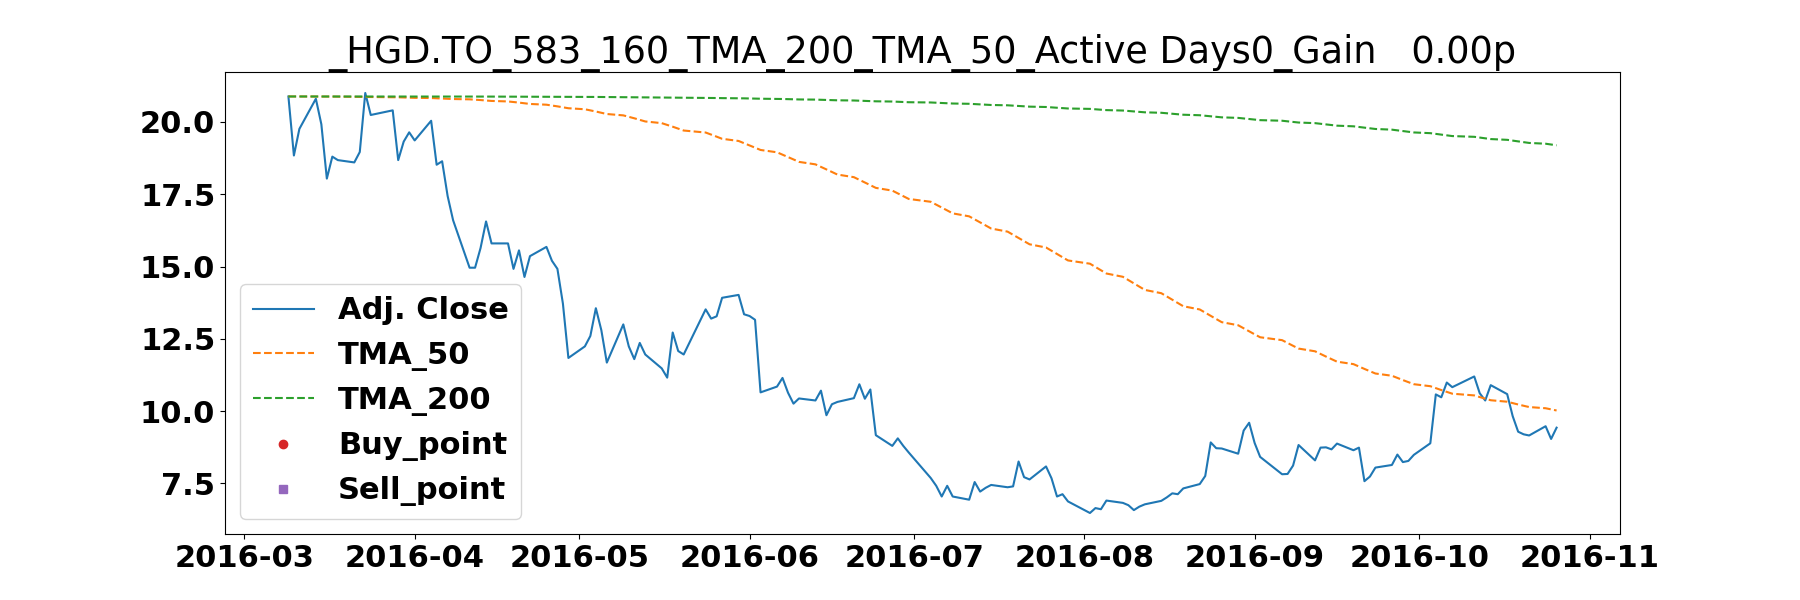 _HGD.TO_583_160_TMA_200_TMA_50_Active Days0_Gain   0.00p
20.0
17.5
15.0
12.5
10.0
7.5
Adj. Close
TMA_50
TMA_200
Buy_point
Sell_point
2016-03 2016-04 2016-05 2016-06 2016-07 2016-08 2016-09 2016-10 2016-11